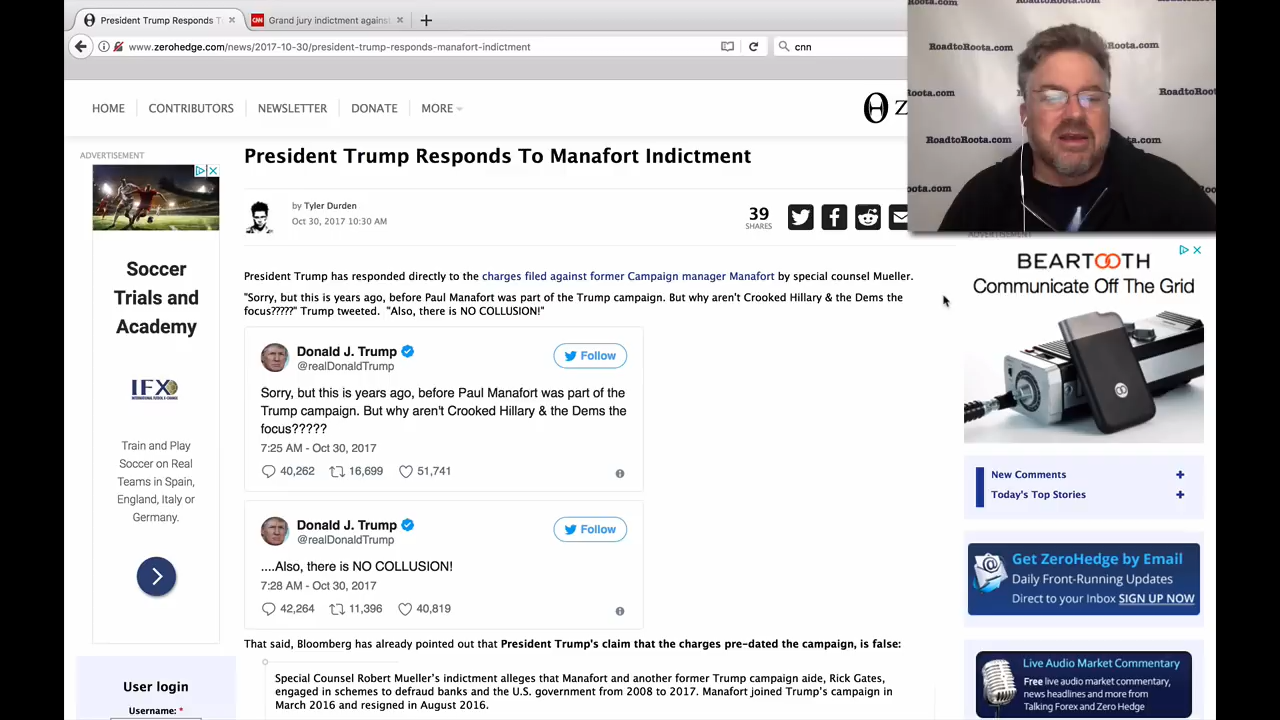 President Trump Responds T
Grand jury indictment against
www.zerohedge.com/news/2017-10-30/president-trump-responds-manafort-indictment
cnn
RoadtoRoota.com
RoadtoRoota.com
RoadtoRoota.com
HOME
CONTRIBUTORS
NEWSLETTER
DONATE
MORE
ADVERTISEMENT
President Trump Responds To Manafort Indictment
by Tyler Durden
Oct 30, 2017 10:30 AM
39
SHARES
Soccer
Trials and
Academy
IFX
Train and Play
Soccer on Real
Teams in Spain,
England, Italy or
Germany.
President Trump has responded directly to the charges filed against former Campaign manager Manafort by special counsel Mueller.
"Sorry, but this is years ago, before Paul Manafort was part of the Trump campaign. But why aren't Crooked Hillary & the Dems the
focus?????" Trump tweeted.  "Also, there is NO COLLUSION!"
Donald J. Trump
@realDonaldTrump
Follow
Sorry, but this is years ago, before Paul Manafort was part of the
Trump campaign. But why aren't Crooked Hillary & the Dems the
focus?????
7:25 AM - Oct 30, 2017
40,262 16,699 51,741
Donald J. Trump
@realDonaldTrump
Follow
....Also, there is NO COLLUSION!
7:28 AM - Oct 30, 2017
42,264 11,396 40,819
That said, Bloomberg has already pointed out that President Trump's claim that the charges pre-dated the campaign, is false:
Special Counsel Robert Mueller's indictment alleges that Manafort and another former Trump campaign aide, Rick Gates,
engaged in schemes to defraud banks and the U.S. government from 2008 to 2017. Manafort joined Trump's campaign in
March 2016 and resigned in August 2016.
User login
Username: *
ADVERTISEMENT
BEARTOOTH
Communicate Off The Grid
New Comments +
Today's Top Stories +
Get ZeroHedge by Email
Daily Front-Running Updates
Direct to your Inbox SIGN UP NOW
Live Audio Market Commentary
Free live audio market commentary,
news headlines and more from
Talking Forex and Zero Hedge